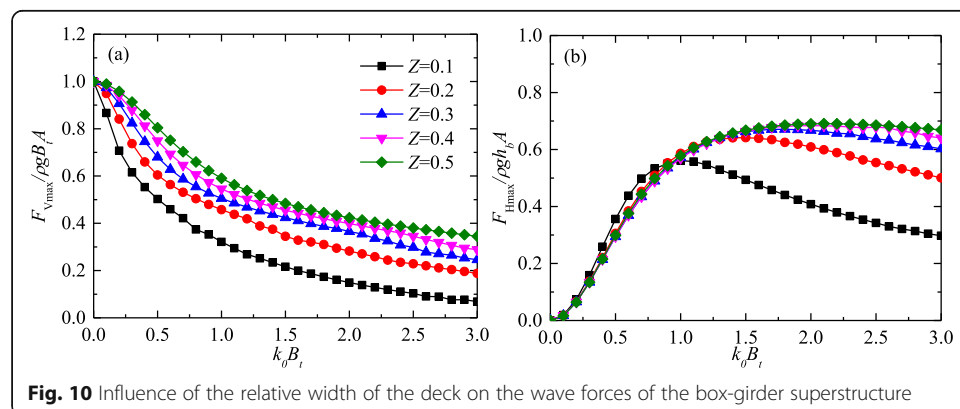 1.2
1.0
0.8
0.6
0.4
0.2
0.0
F_Vmax/ρgB_tA
(a)
Z=0.1
Z=0.2
Z=0.3
Z=0.4
Z=0.5
0.0 0.5 1.0 1.5 2.0 2.5 3.0
k_0B_t
1.0
0.8
0.6
0.4
0.2
0.0
F_Hmax/ρgh_bA
(b)
0.0 0.5 1.0 1.5 2.0 2.5 3.0
k_0B_t
Fig. 10 Influence of the relative width of the deck on the wave forces of the box-girder superstructure